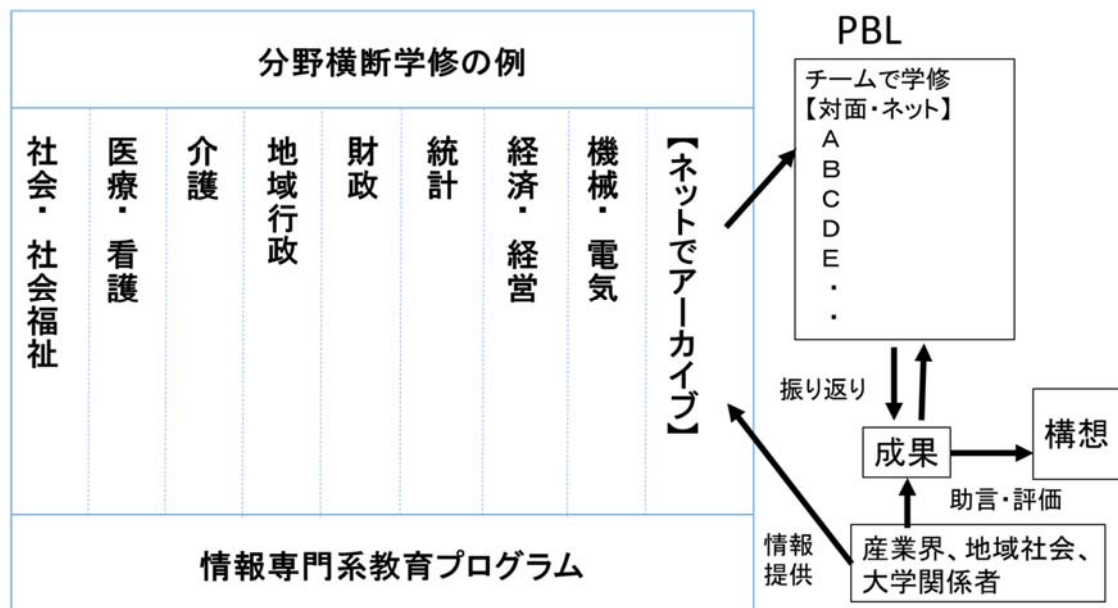 分野横断学修の例
社会・社会福祉
医療・看護
介護
地域行政
財政
統計
経済・経営
機械・電気
【ネットでアーカイブ】
情報専門系教育プログラム
PBL
チームで学修
【対面・ネット】
A
B
C
D
E
・
・
振り返り
成果
構想
助言・評価
情報
提供
産業界、地域社会、
大学関係者